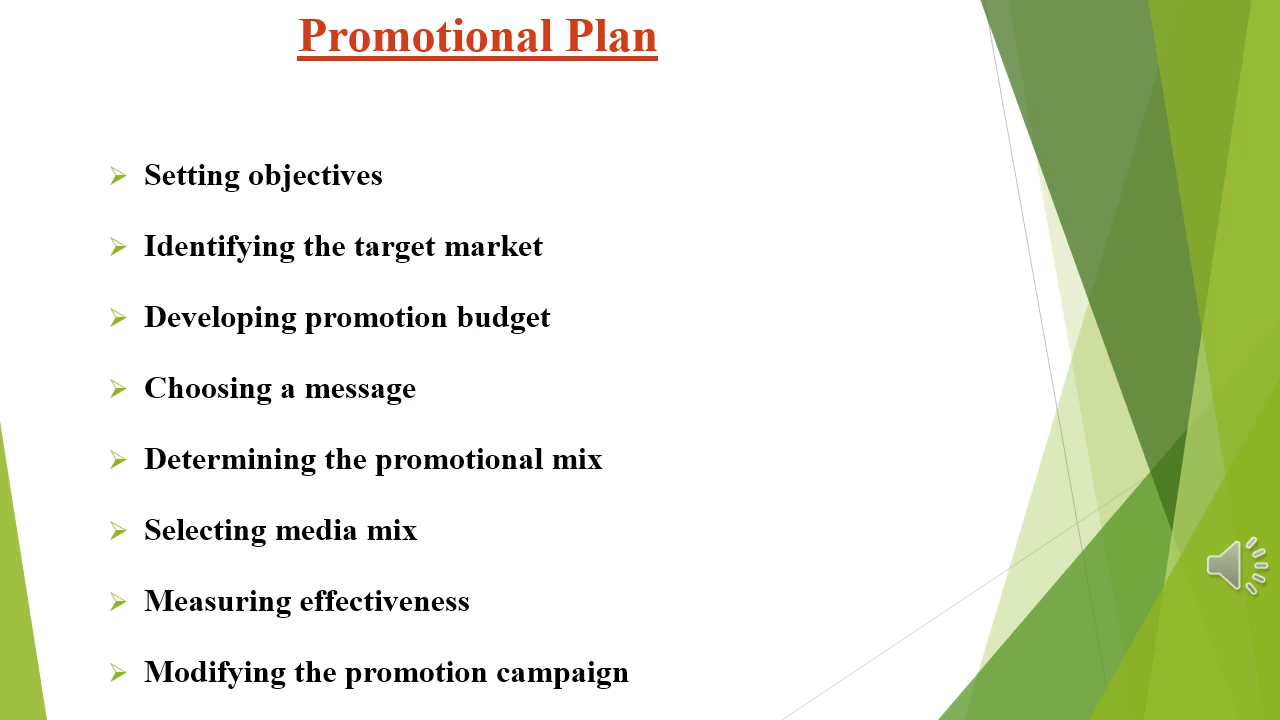 Promotional Plan
Setting objectives
Identifying the target market
Developing promotion budget
Choosing a message
Determining the promotional mix
Selecting media mix
Measuring effectiveness
Modifying the promotion campaign